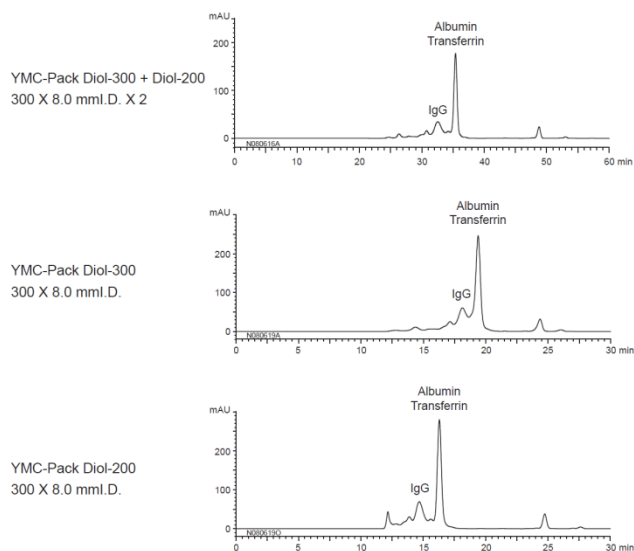 mAU
200
100
0
Albumin
Transferrin
IgG
YMC-Pack Diol-300 + Diol-200
300 X 8.0 mmI.D. X 2
N080616A
0 10 20 30 40 50 60 min
mAU
200
100
0
Albumin
Transferrin
IgG
YMC-Pack Diol-300
300 X 8.0 mmI.D.
N080619A
0 5 10 15 20 25 30 min
mAU
200
100
0
Albumin
Transferrin
IgG
YMC-Pack Diol-200
300 X 8.0 mmI.D.
N080619O
0 5 10 15 20 25 30 min